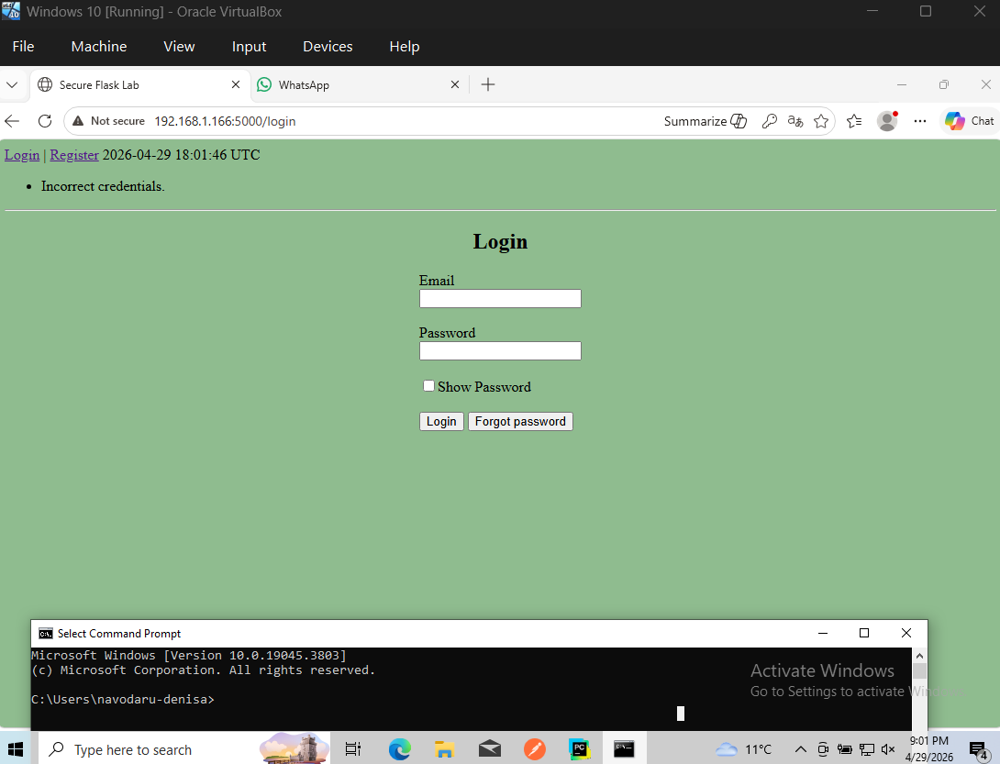 Windows 10 [Running] - Oracle VirtualBox
File Machine View Input Devices Help
Secure Flask Lab
WhatsApp
Not secure 192.168.1.166:5000/login Summarize Chat
Login | Register 2026-04-29 18:01:46 UTC
• Incorrect credentials.
Login
Email
Password
Show Password
Login Forgot password
Select Command Prompt
Microsoft Windows [Version 10.0.19045.3803]
(c) Microsoft Corporation. All rights reserved.
C:\Users\navodaru-denisa>
Activate Windows
Go to Settings to activate Windows.
Type here to search
11°C
9:01 PM
4/29/2026
4